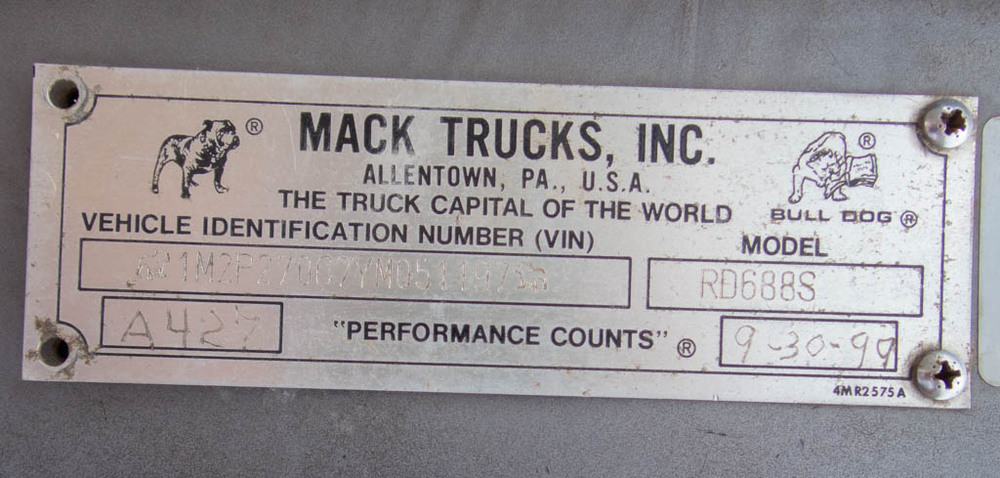 ® MACK TRUCKS, INC. ®
ALLENTOWN, PA., U.S.A.
THE TRUCK CAPITAL OF THE WORLD BULL DOG ®
VEHICLE IDENTIFICATION NUMBER (VIN) MODEL
1M2P270C7YM051197 RD688S
A427 "PERFORMANCE COUNTS" ® 9-30-99
4MR2575A